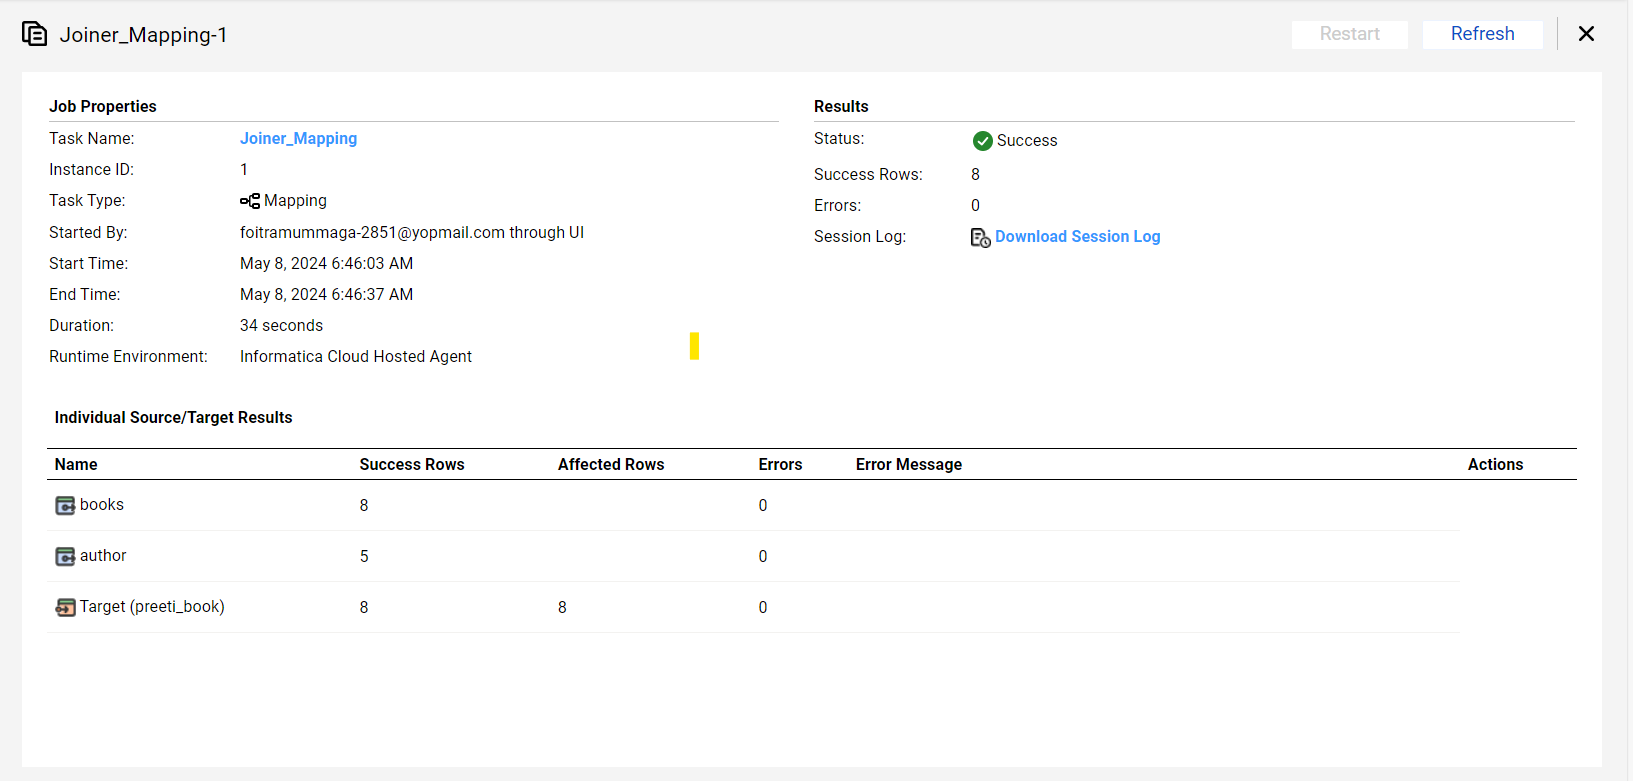 Joiner_Mapping-1
Restart
Refresh
Job Properties
Task Name: Joiner_Mapping
Instance ID: 1
Task Type: Mapping
Started By: foitramummaga-2851@yopmail.com through UI
Start Time: May 8, 2024 6:46:03 AM
End Time: May 8, 2024 6:46:37 AM
Duration: 34 seconds
Runtime Environment: Informatica Cloud Hosted Agent
Results
Status: Success
Success Rows: 8
Errors: 0
Session Log: Download Session Log
Individual Source/Target Results
Name Success Rows Affected Rows Errors Error Message Actions
books 8 0
author 5 0
Target (preeti_book) 8 8 0